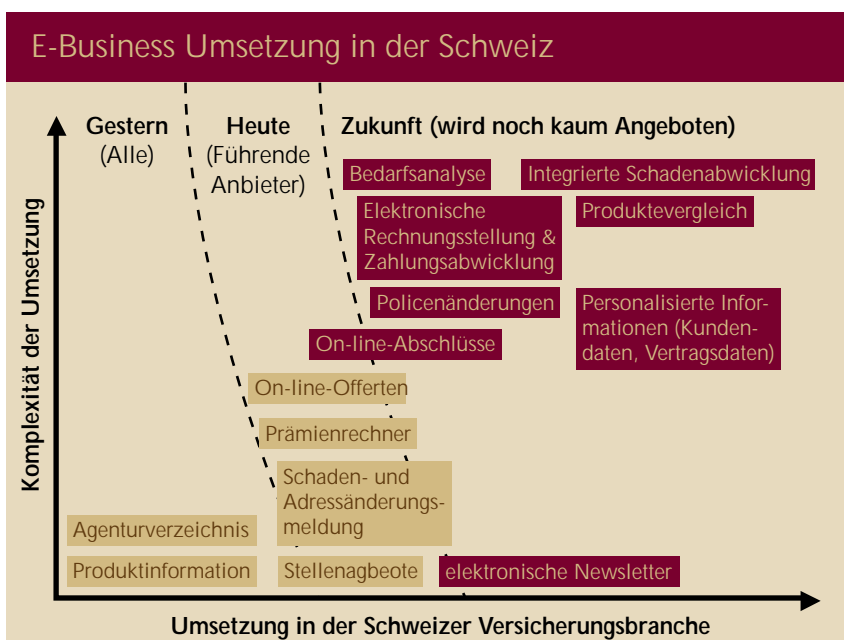 E-Business Umsetzung in der Schweiz
Gestern
(Alle)
Heute
(Führende
Anbieter)
Zukunft (wird noch kaum Angeboten)
Bedarfsanalyse
Integrierte Schadenabwicklung
Elektronische
Rechnungsstellung &
Zahlungsabwicklung
Produktevergleich
Policenänderungen
Personalisierte Infor-
mationen (Kunden-
daten, Vertragsdaten)
On-line-Abschlüsse
On-line-Offerten
Prämienrechner
Schaden- und
Adressänderungs-
meldung
Agenturverzeichnis
Produktinformation
Stellenagbeote
elektronische Newsletter
Komplexität der Umsetzung
Umsetzung in der Schweizer Versicherungsbranche